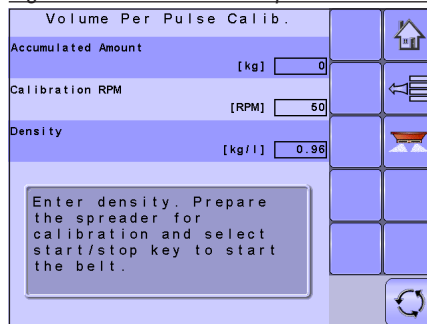 Volume Per Pulse Calib.
Accumulated Amount
[kg] 0
Calibration RPM
[RPM] 50
Density
[kg/l] 0.96
Enter density. Prepare
the spreader for
calibration and select
start/stop key to start
the belt.